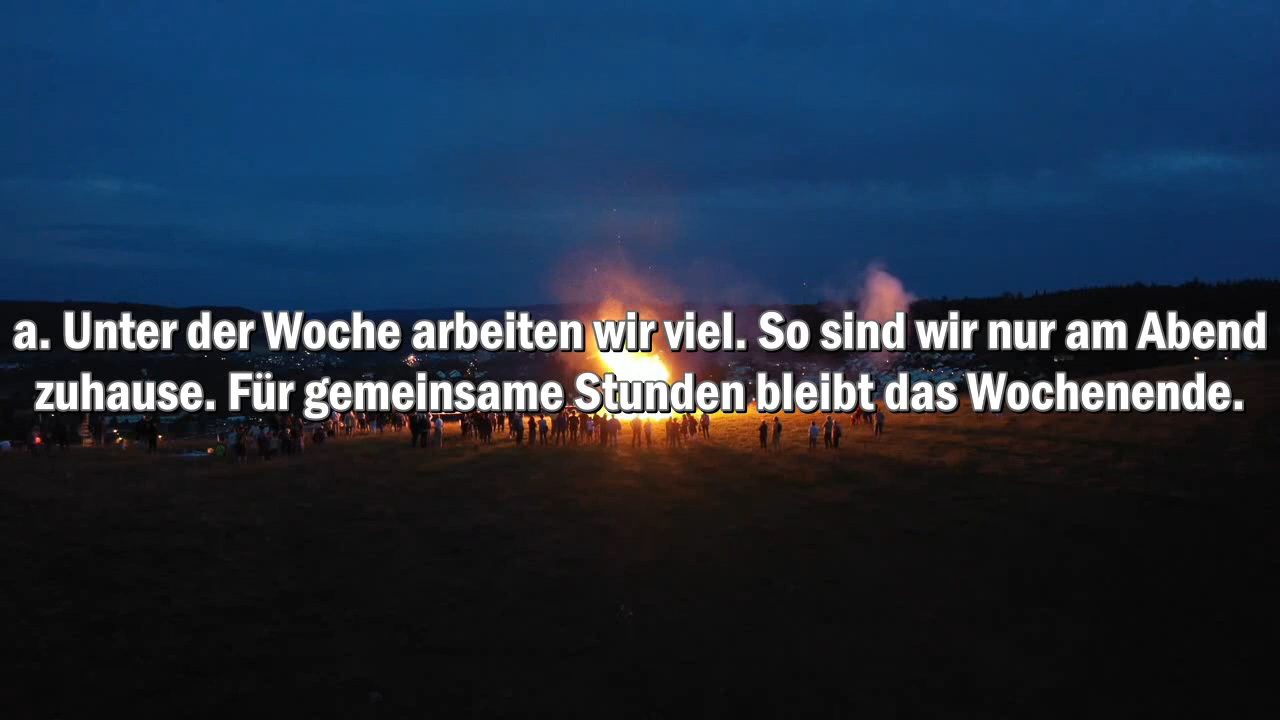 a. Unter der Woche arbeiten wir viel. So sind wir nur am Abend
zuhause. Für gemeinsame Stunden bleibt das Wochenende.